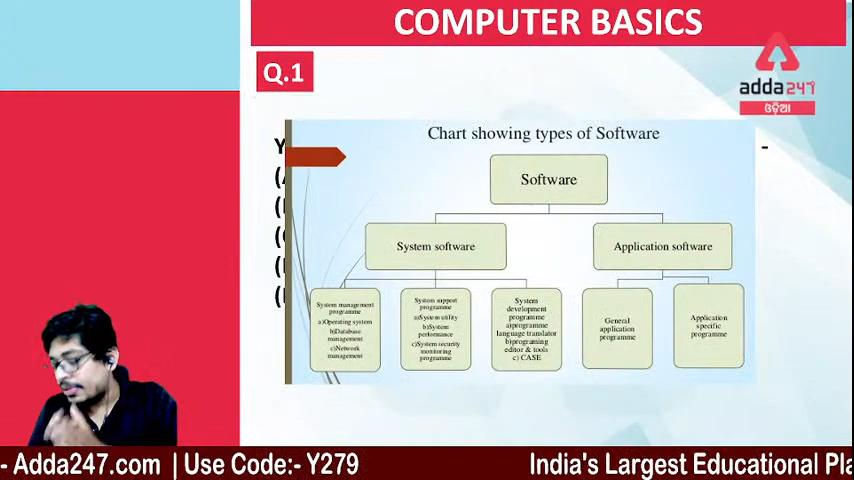 COMPUTER BASICS
Q.1
adda247
ଓଡ଼ିଆ
Chart showing types of Software
Software
System software
Application software
System management
programme
a)Operating system
b)Database
management
c)Network
management
System support
programme
a)System utility
b)System
performance
c)System security
monitoring
programme
System
development
programme
a)programme
language translator
b)programing
editor & tools
c) CASE
General
application
programme
Application
specific
programme
- Adda247.com | Use Code:- Y279
India's Largest Educational Pla